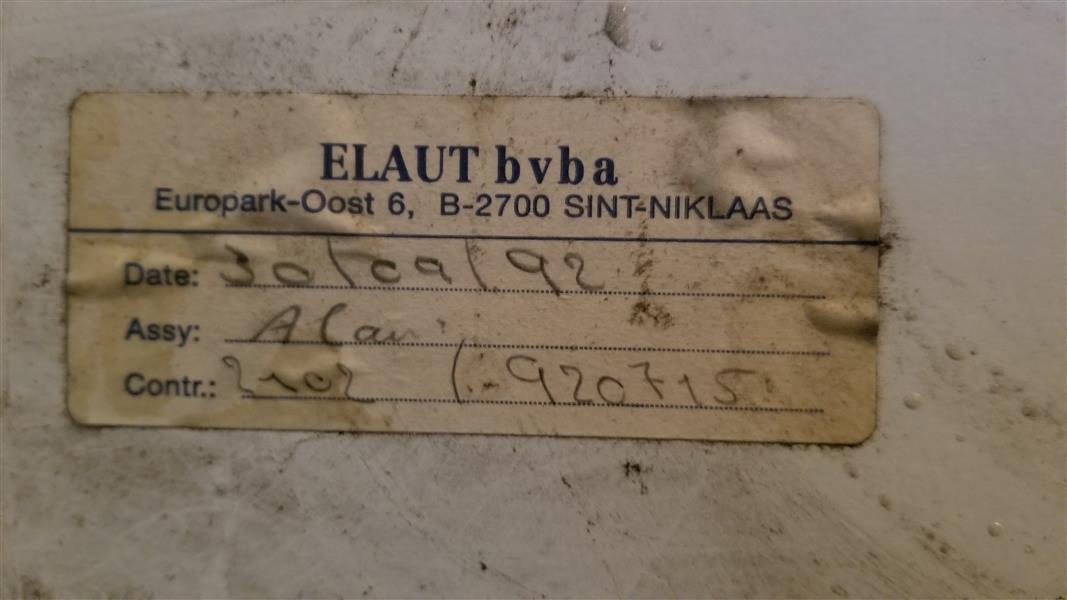 ELAUT bvba
Europark-Oost 6, B-2700 SINT-NIKLAAS
Date: 30/09/92
Assy: Alan
Contr.: 920715